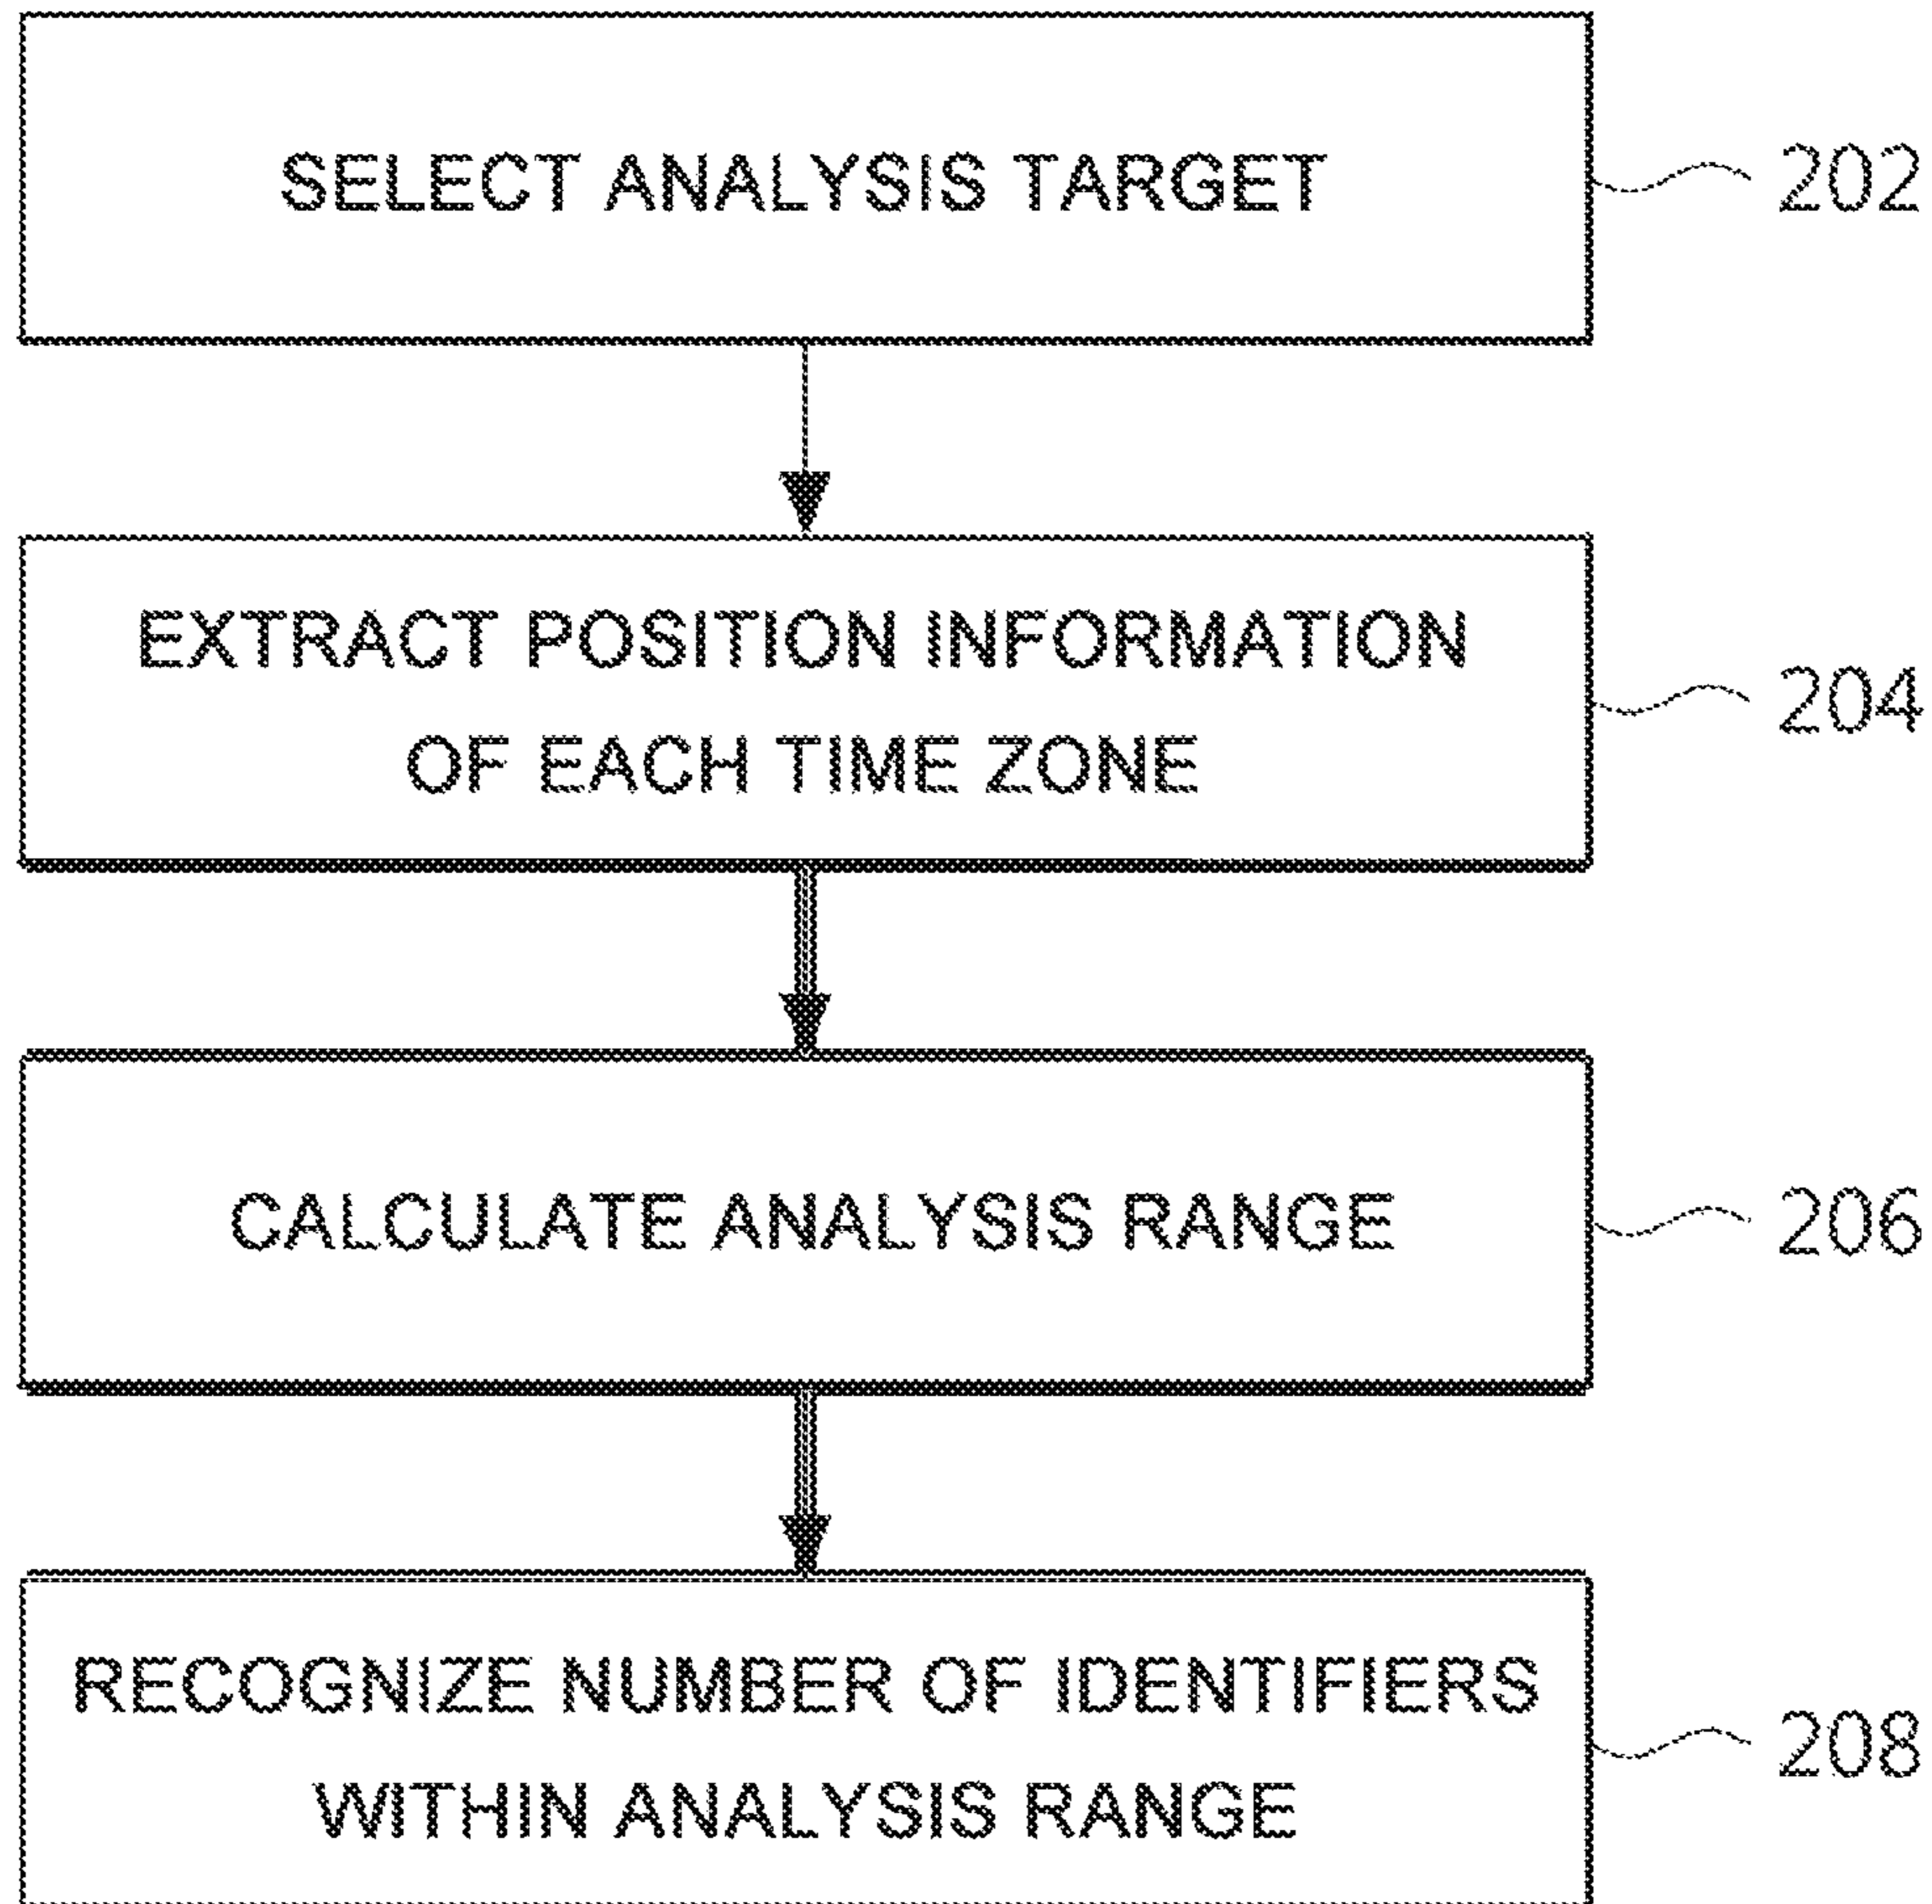 SELECT ANALYSIS TARGET
202
EXTRACT POSITION INFORMATION
OF EACH TIME ZONE
204
CALCULATE ANALYSIS RANGE
206
RECOGNIZE NUMBER OF IDENTIFIERS
WITHIN ANALYSIS RANGE
208